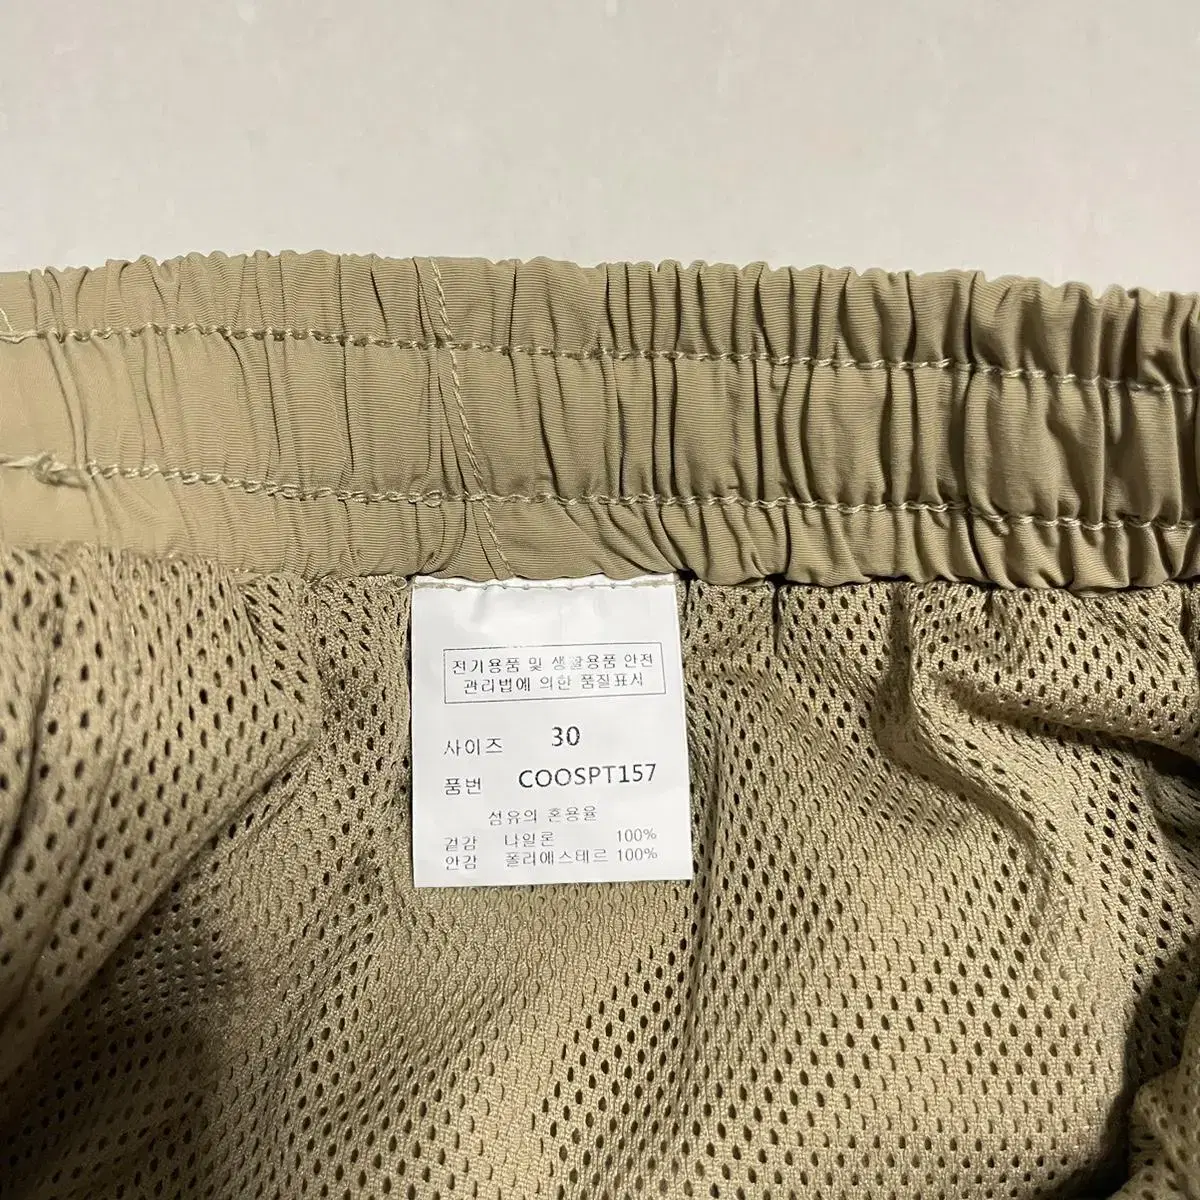 전기용품 및 생활용품 안전
관리법에 의한 품질표시
사이즈 30
품번 COOSPT157
섬유의 혼용율
겉감 나일론 100%
안감 폴리에스테르 100%